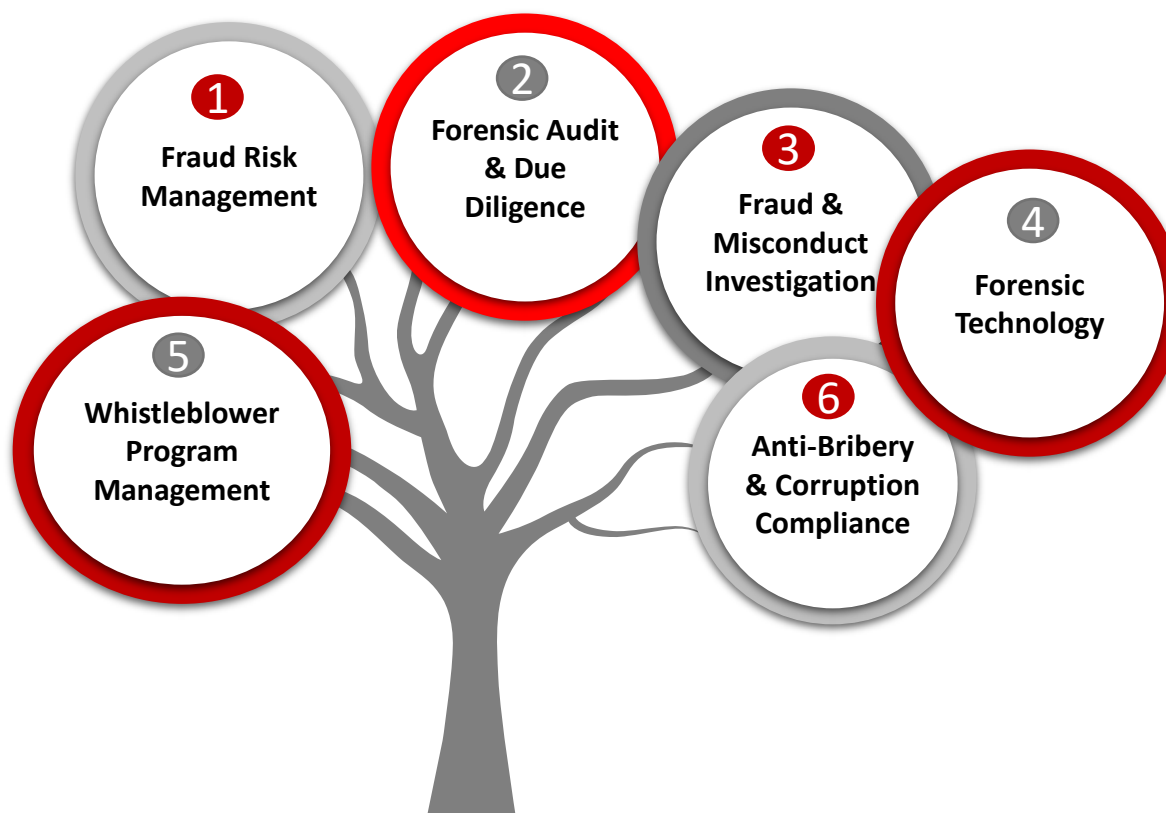 1
Fraud Risk
Management
2
Forensic Audit
& Due
Diligence
3
Fraud &
Misconduct
Investigation
4
Forensic
Technology
5
Whistleblower
Program
Management
6
Anti-Bribery
& Corruption
Compliance